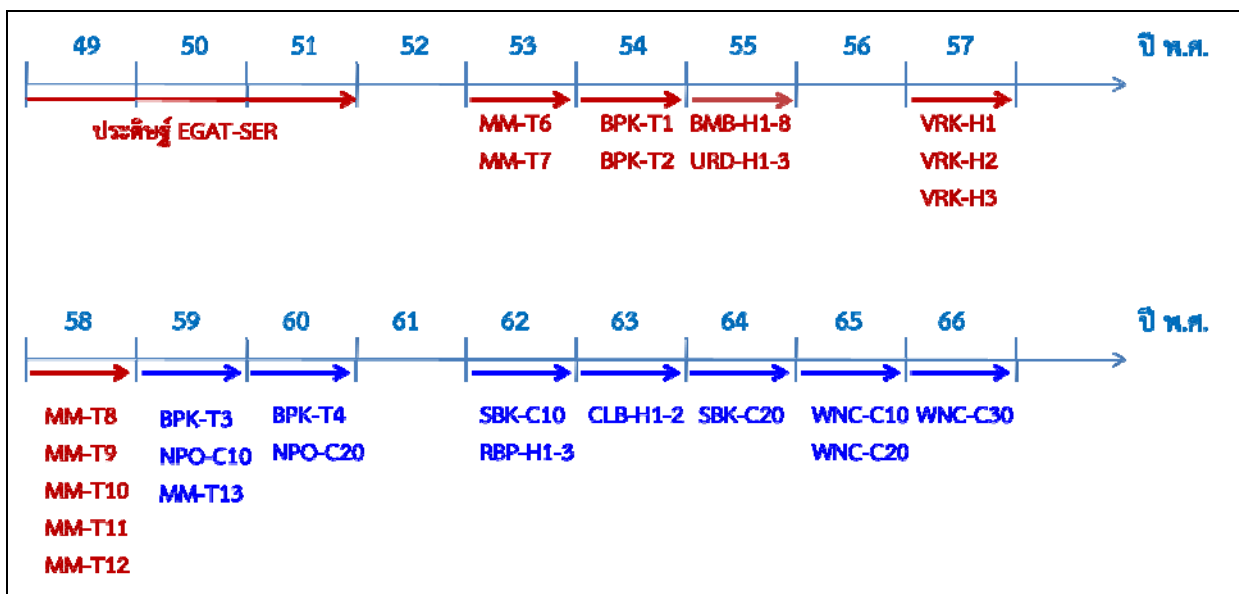 49 50 51 52 53 54 55 56 57 ปี พ.ศ.
ประดิษฐ์ EGAT-SER
MM-T6 BPK-T1 BMB-H1-8 VRK-H1
MM-T7 BPK-T2 URD-H1-3 VRK-H2
VRK-H3
58 59 60 61 62 63 64 65 66 ปี พ.ศ.
MM-T8 BPK-T3 BPK-T4 SBK-C10 CLB-H1-2 SBK-C20 WNC-C10 WNC-C30
MM-T9 NPO-C10 NPO-C20 RBP-H1-3 WNC-C20
MM-T10 MM-T13
MM-T11
MM-T12